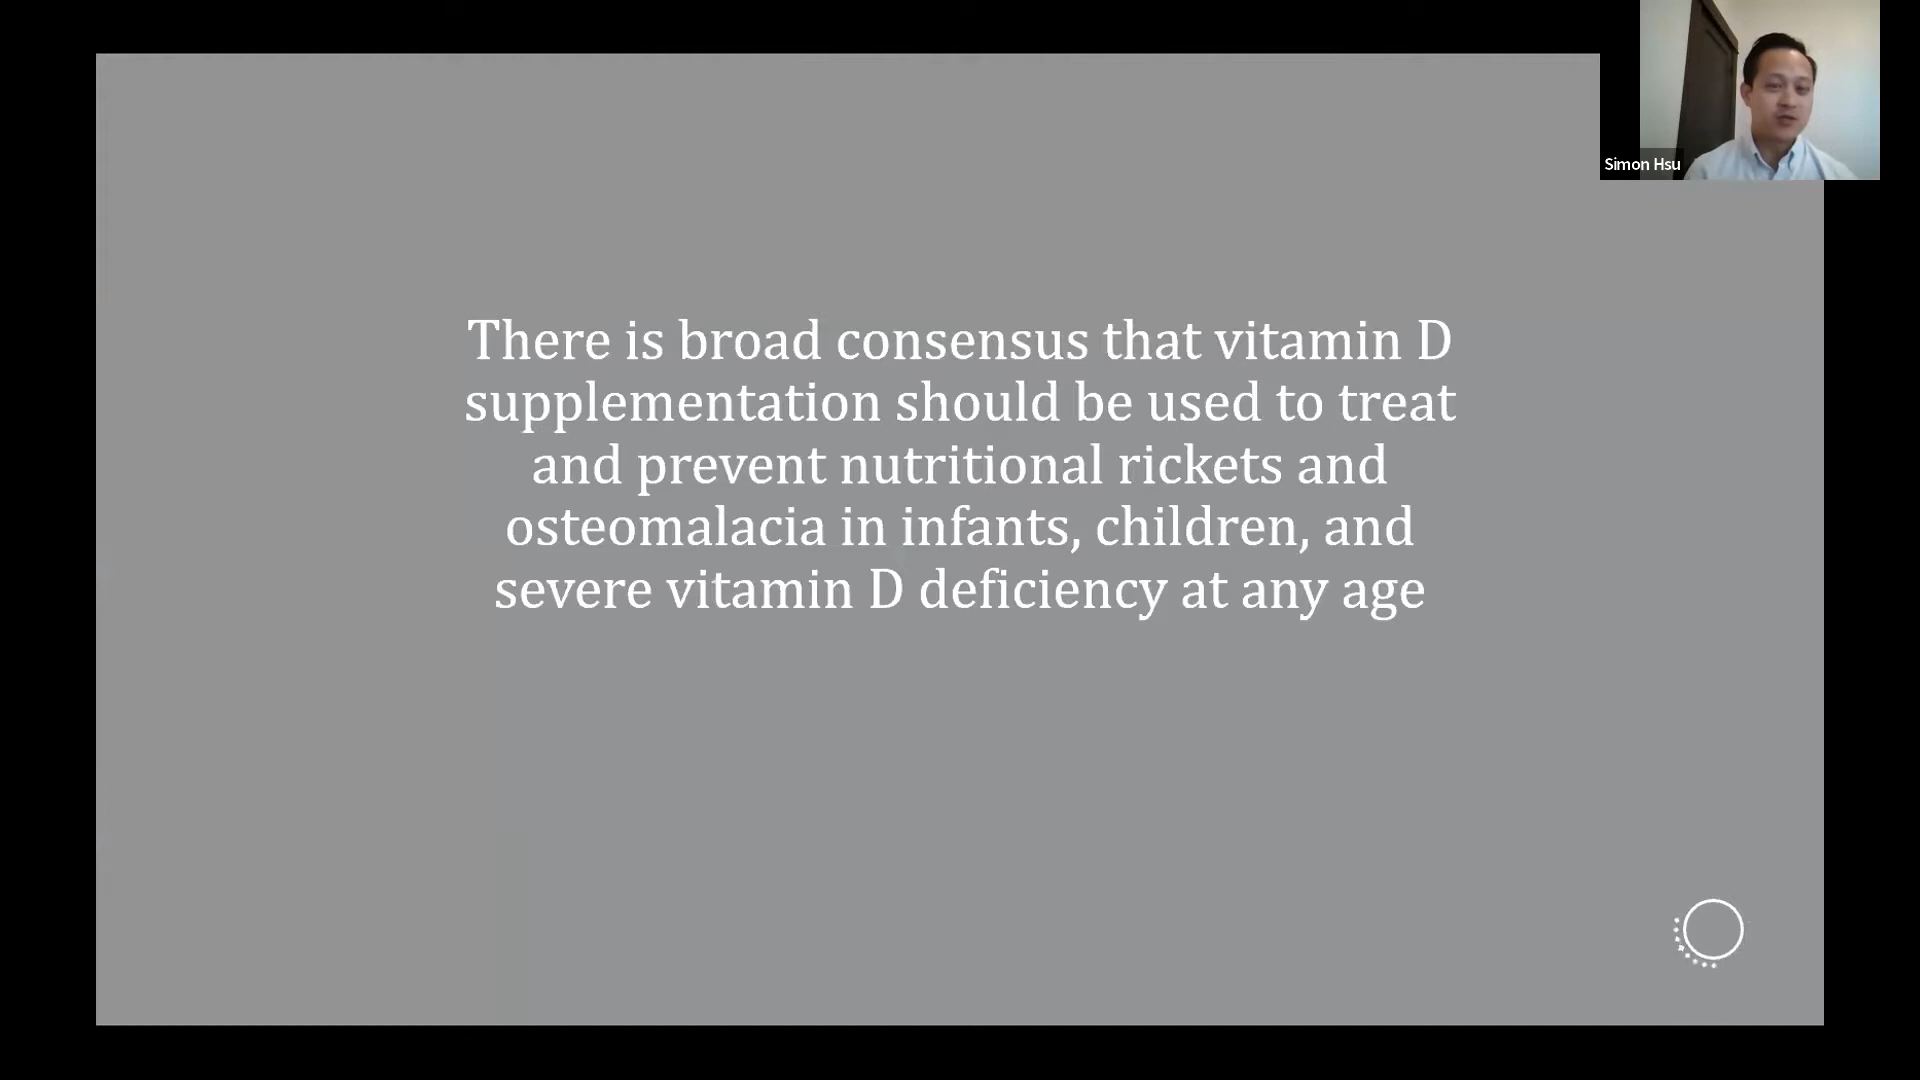 Simon Hsu
There is broad consensus that vitamin D
supplementation should be used to treat
and prevent nutritional rickets and
osteomalacia in infants, children, and
severe vitamin D deficiency at any age